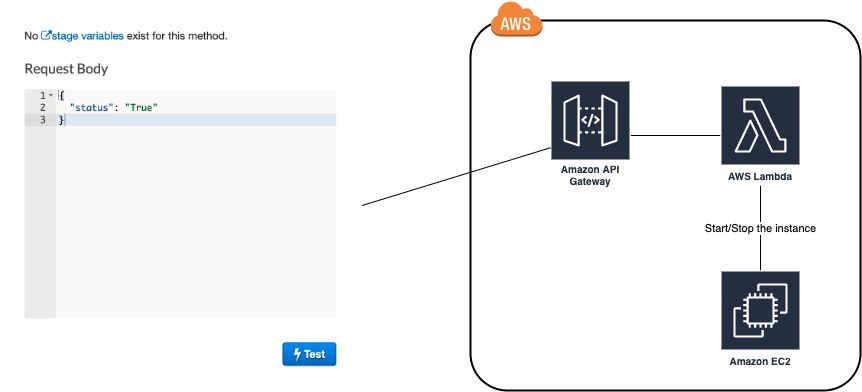 No stage variables exist for this method.
Request Body
1 {
2 "status": "True"
3 }
Test
AWS
</>
Amazon API
Gateway
AWS Lambda
Start/Stop the instance
Amazon EC2